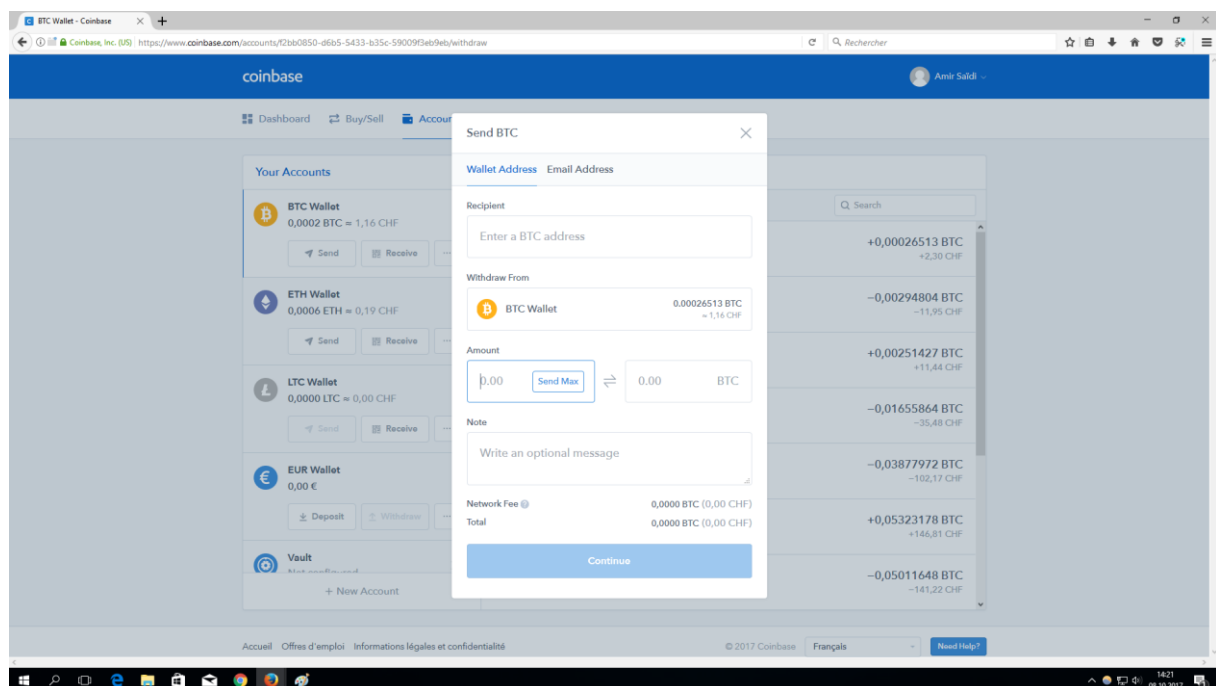 BTC Wallet - Coinbase
Coinbase, Inc. (US) https://www.coinbase.com/accounts/f2bb0850-d6b5-5433-b35c-59009f3eb9eb/withdraw
Rechercher
coinbase
Amir Saïdi
Dashboard Buy/Sell Accour
Send BTC
Wallet Address Email Address
Recipient
Enter a BTC address
Withdraw From
BTC Wallet 0.00026513 BTC
≈ 1,16 CHF
Amount
0.00 Send Max 0.00 BTC
Note
Write an optional message
Network Fee 0,0000 BTC (0,00 CHF)
Total 0,0000 BTC (0,00 CHF)
Continue
Your Accounts
BTC Wallet
0,0002 BTC ≈ 1,16 CHF
Send Receive
ETH Wallet
0,0006 ETH ≈ 0,19 CHF
Send Receive
LTC Wallet
0,0000 LTC ≈ 0,00 CHF
Send Receive
EUR Wallet
0,00 €
Deposit Withdraw
Vault
+ New Account
Search
+0,00026513 BTC
+2,30 CHF
−0,00294804 BTC
−11,95 CHF
+0,00251427 BTC
+11,44 CHF
−0,01655864 BTC
−35,48 CHF
−0,03877972 BTC
−102,17 CHF
+0,05323178 BTC
+146,81 CHF
−0,05011648 BTC
−141,22 CHF
Accueil Offres d'emploi Informations légales et confidentialité
© 2017 Coinbase Français Need Help?
14:21
08.10.2017